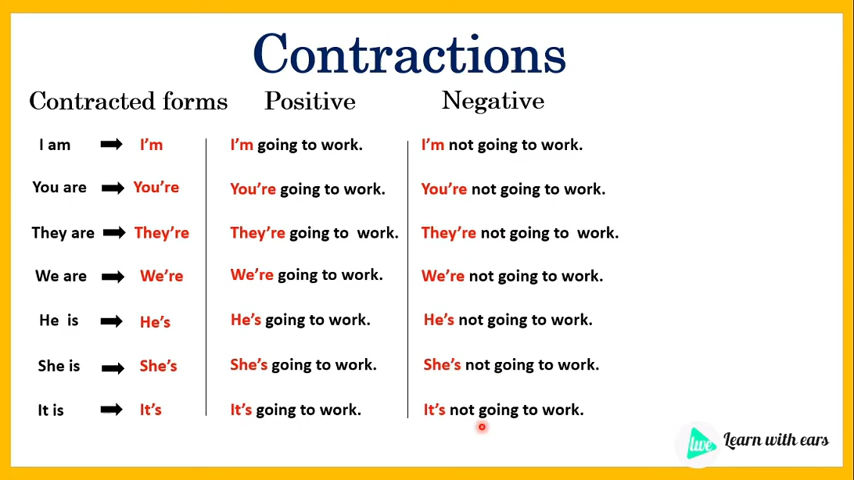 Contractions
Contracted forms Positive Negative
I am I'm I'm going to work. I'm not going to work.
You are You're You're going to work. You're not going to work.
They are They're They're going to work. They're not going to work.
We are We're We're going to work. We're not going to work.
He is He's He's going to work. He's not going to work.
She is She's She's going to work. She's not going to work.
It is It's It's going to work. It's not going to work.
live Learn with ears